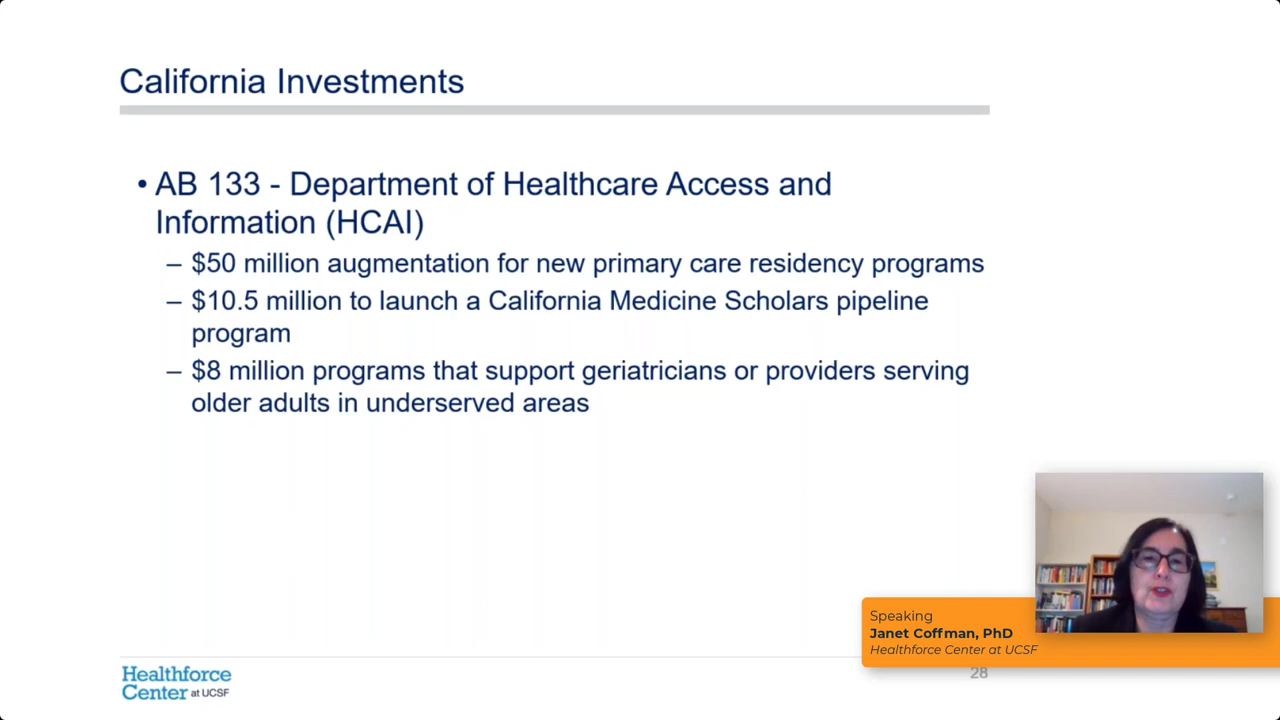 California Investments
• AB 133 - Department of Healthcare Access and
Information (HCAI)
– $50 million augmentation for new primary care residency programs
– $10.5 million to launch a California Medicine Scholars pipeline
program
– $8 million programs that support geriatricians or providers serving
older adults in underserved areas
Speaking
Janet Coffman, PhD
Healthforce Center at UCSF
Healthforce
Center at UCSF
28